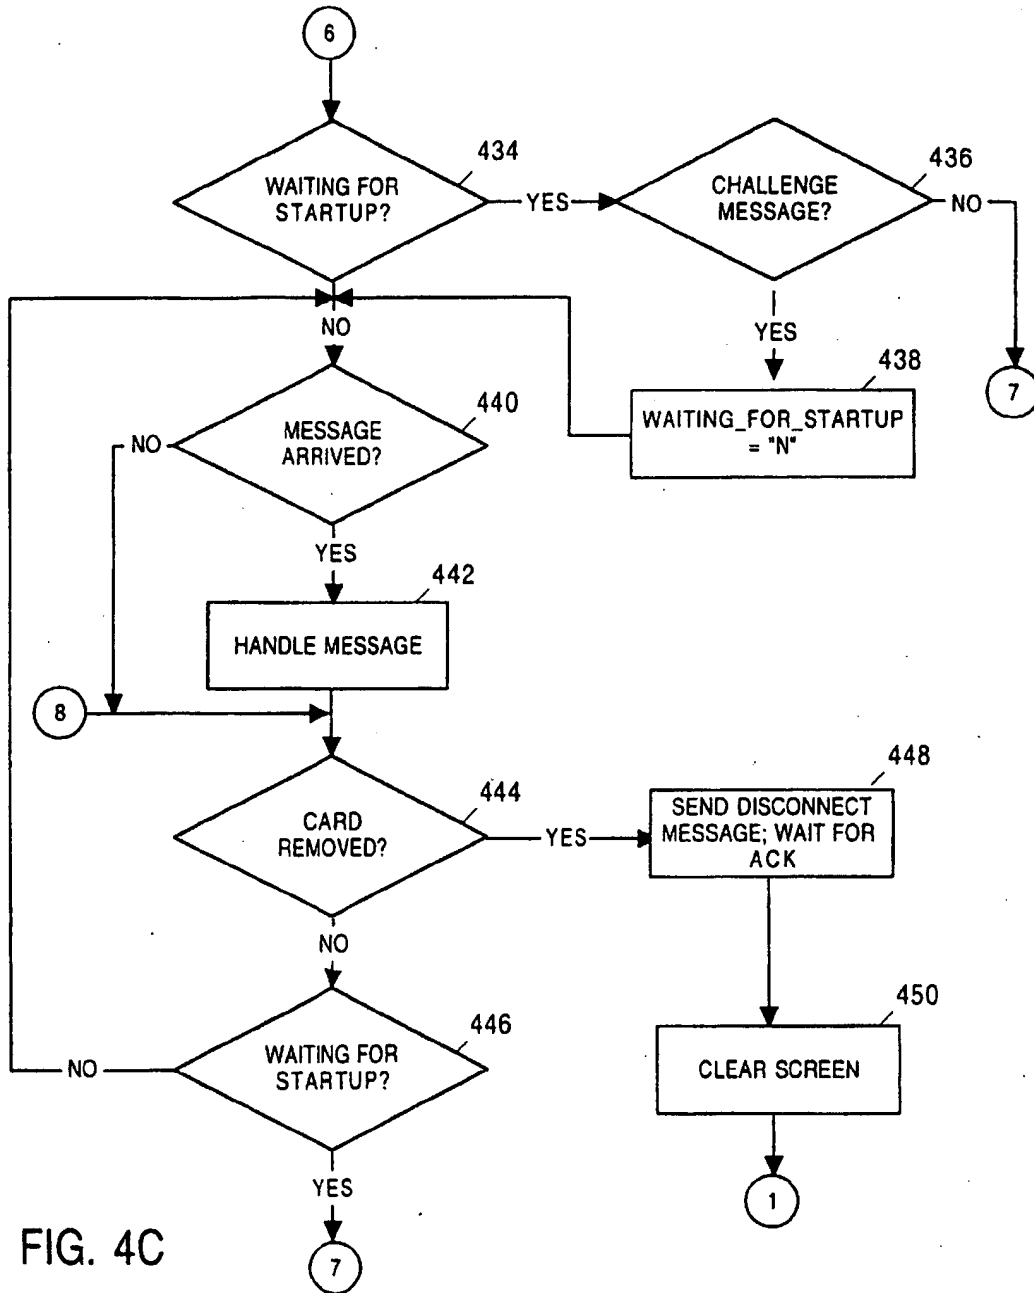 6
434
WAITING FOR
STARTUP?
YES
436
CHALLENGE
MESSAGE?
NO
7
NO
YES
438
WAITING_FOR_STARTUP
= "N"
440
MESSAGE
ARRIVED?
NO
YES
442
HANDLE MESSAGE
8
444
CARD
REMOVED?
YES
448
SEND DISCONNECT
MESSAGE; WAIT FOR
ACK
NO
446
WAITING FOR
STARTUP?
NO
450
CLEAR SCREEN
YES
1
7
FIG. 4C